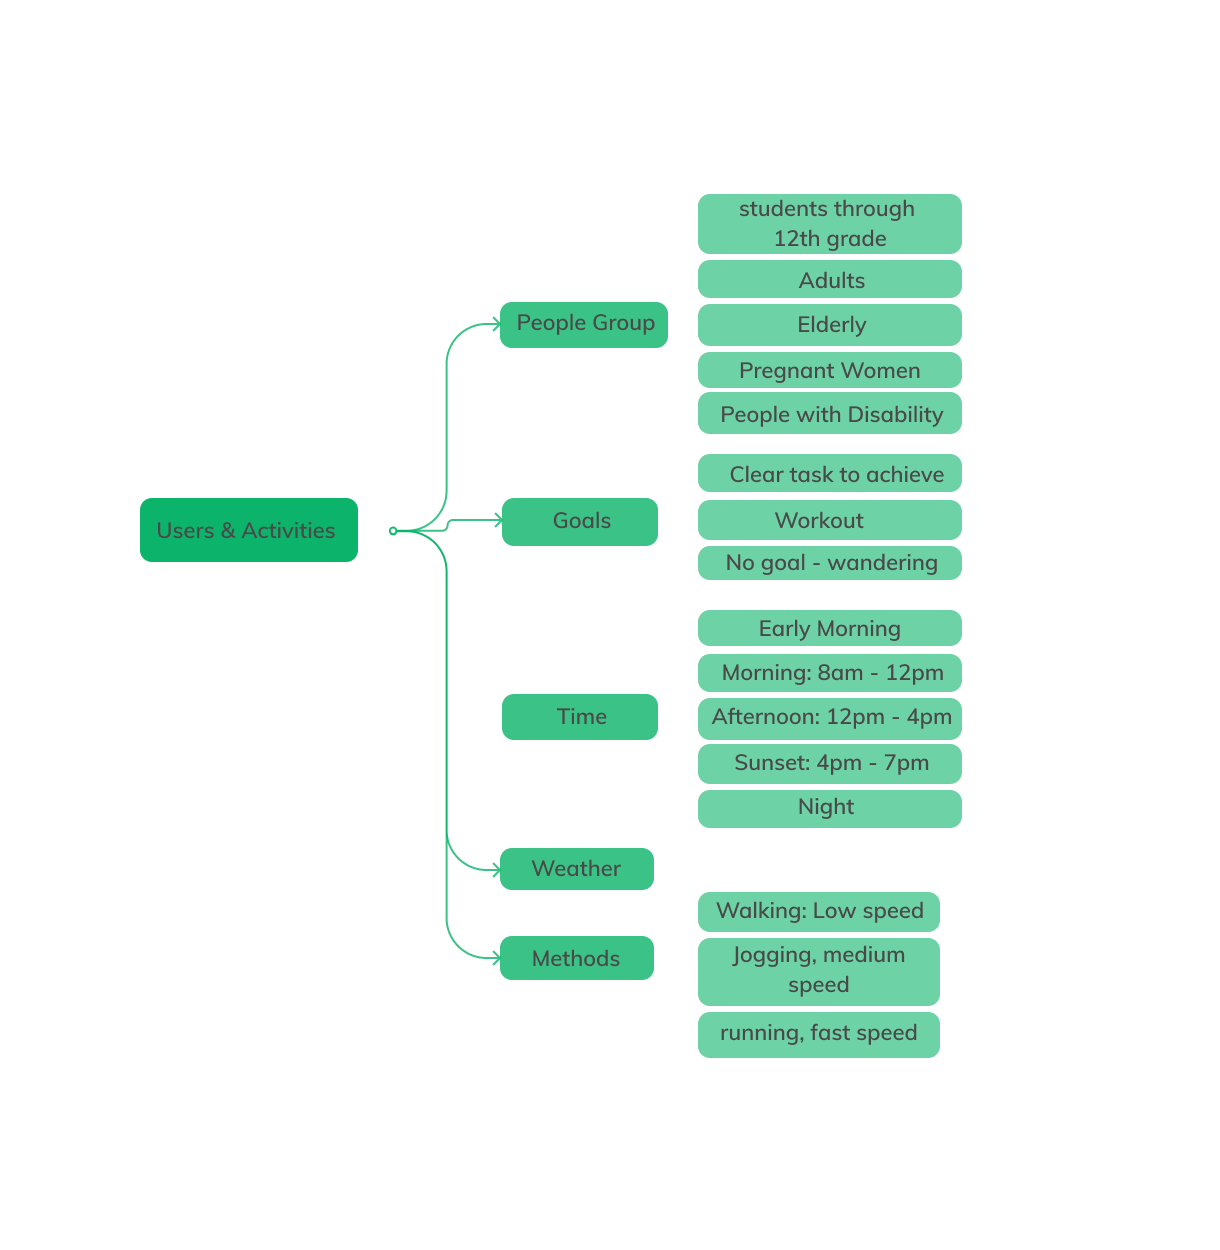 Users & Activities
People Group
students through
12th grade
Adults
Elderly
Pregnant Women
People with Disability
Goals
Clear task to achieve
Workout
No goal - wandering
Time
Early Morning
Morning: 8am - 12pm
Afternoon: 12pm - 4pm
Sunset: 4pm - 7pm
Night
Weather
Methods
Walking: Low speed
Jogging, medium
speed
running, fast speed